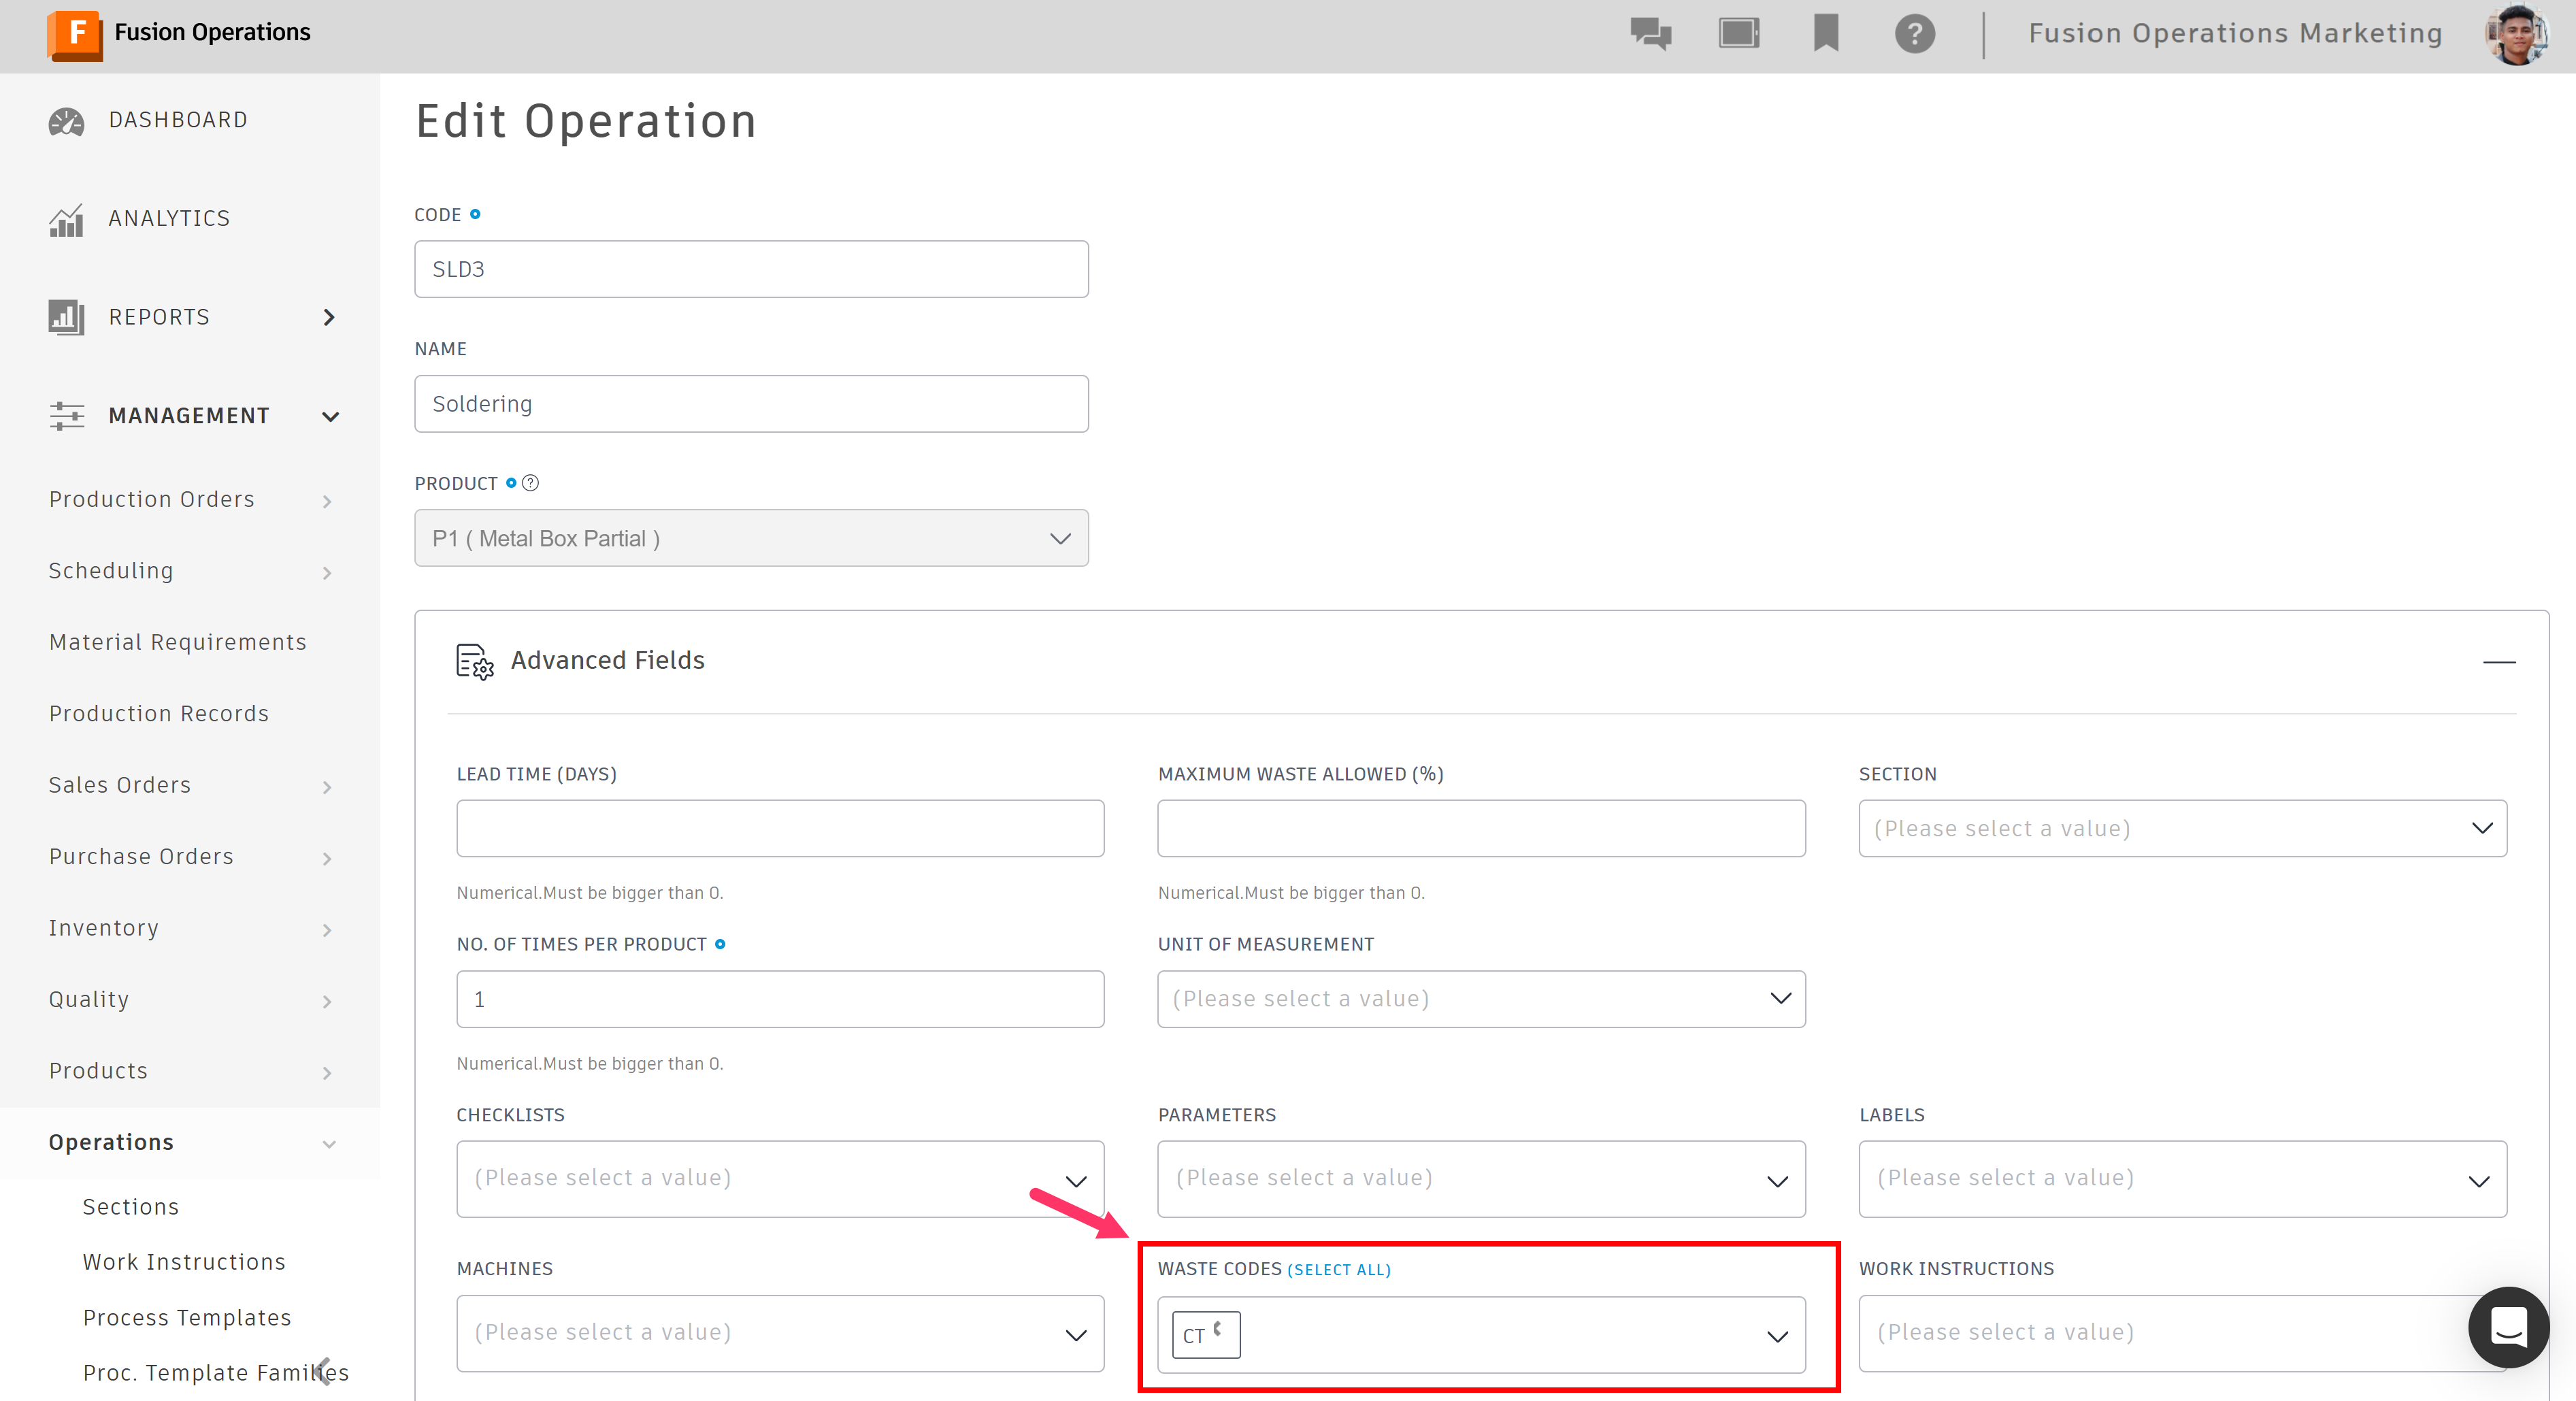 F Fusion Operations
? Fusion Operations Marketing
DASHBOARD
ANALYTICS
REPORTS
MANAGEMENT
Production Orders
Scheduling
Material Requirements
Production Records
Sales Orders
Purchase Orders
Inventory
Quality
Products
Operations
Sections
Work Instructions
Process Templates
Proc. Template Families
Edit Operation
CODE
SLD3
NAME
Soldering
PRODUCT ?
P1 ( Metal Box Partial )
Advanced Fields
LEAD TIME (DAYS) MAXIMUM WASTE ALLOWED (%) SECTION
(Please select a value)
Numerical.Must be bigger than 0. Numerical.Must be bigger than 0.
NO. OF TIMES PER PRODUCT UNIT OF MEASUREMENT
1 (Please select a value)
Numerical.Must be bigger than 0.
CHECKLISTS PARAMETERS LABELS
(Please select a value) (Please select a value) (Please select a value)
MACHINES WASTE CODES (SELECT ALL) WORK INSTRUCTIONS
(Please select a value) CT (Please select a value)